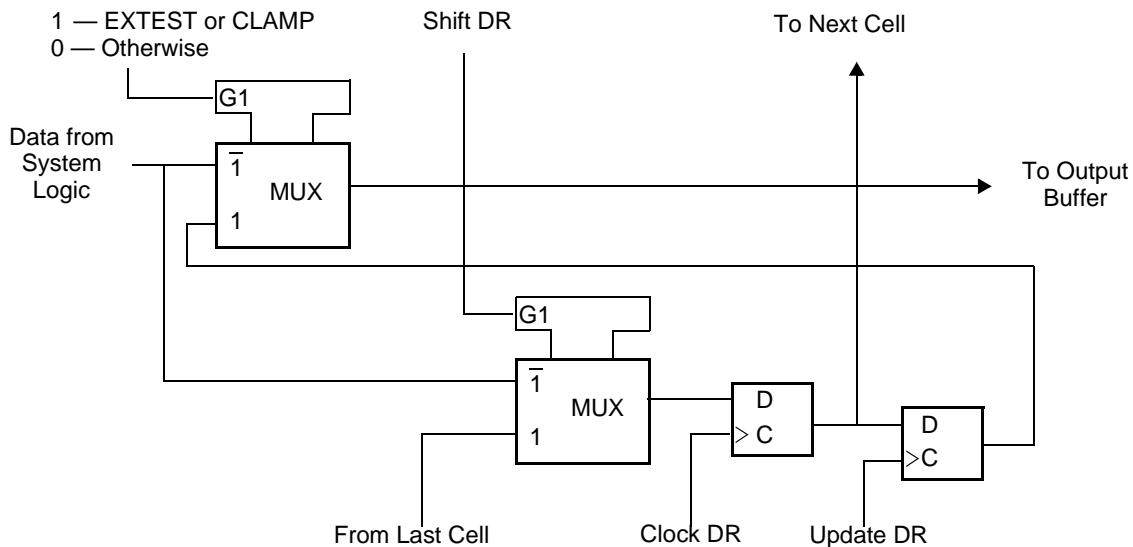 1 — EXTEST or CLAMP
0 — Otherwise
Shift DR
To Next Cell
G1
Data from
System
Logic
1̅
MUX
1
To Output
Buffer
G1
1̅
MUX
1
D
C
D
C
From Last Cell
Clock DR
Update DR